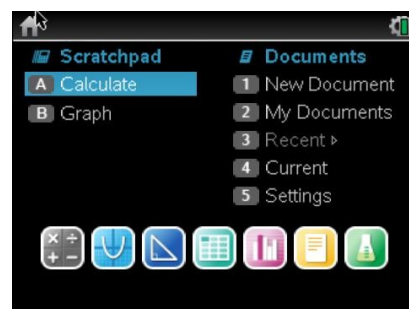 Scratchpad
A Calculate
B Graph
Documents
1 New Document
2 My Documents
3 Recent ▹
4 Current
5 Settings